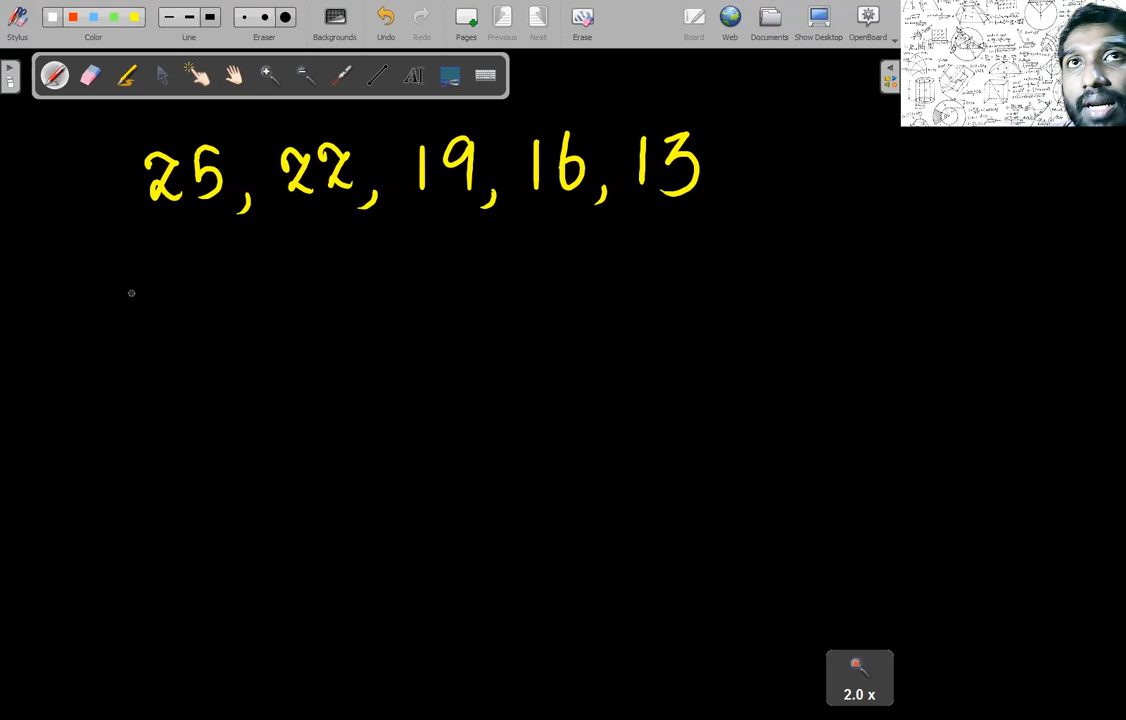 Stylus Color Line Eraser Backgrounds Undo Redo Pages Previous Next Erase Board Web Documents Show Desktop OpenBoard
25, 22, 19, 16, 13
2.0 x